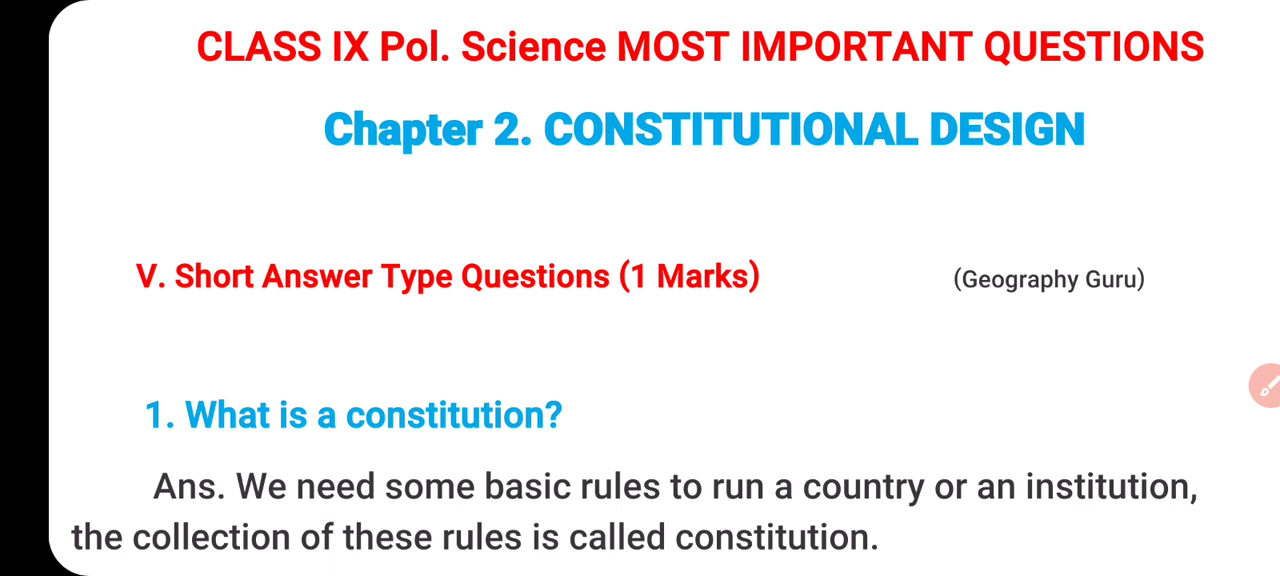 CLASS IX Pol. Science MOST IMPORTANT QUESTIONS
Chapter 2. CONSTITUTIONAL DESIGN
V. Short Answer Type Questions (1 Marks) (Geography Guru)
1. What is a constitution?
Ans. We need some basic rules to run a country or an institution,
the collection of these rules is called constitution.